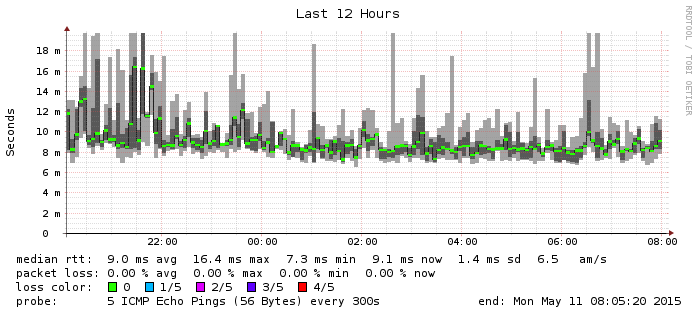 Last 12 Hours
RRDTOOL / TOBI OETIKER
Seconds
18 m
16 m
14 m
12 m
10 m
8 m
6 m
4 m
2 m
0
22:00 00:00 02:00 04:00 06:00 08:00
median rtt: 9.0 ms avg 16.4 ms max 7.3 ms min 9.1 ms now 1.4 ms sd 6.5 am/s
packet loss: 0.00 % avg 0.00 % max 0.00 % min 0.00 % now
loss color: 0 1/5 2/5 3/5 4/5
probe: 5 ICMP Echo Pings (56 Bytes) every 300s end: Mon May 11 08:05:20 2015